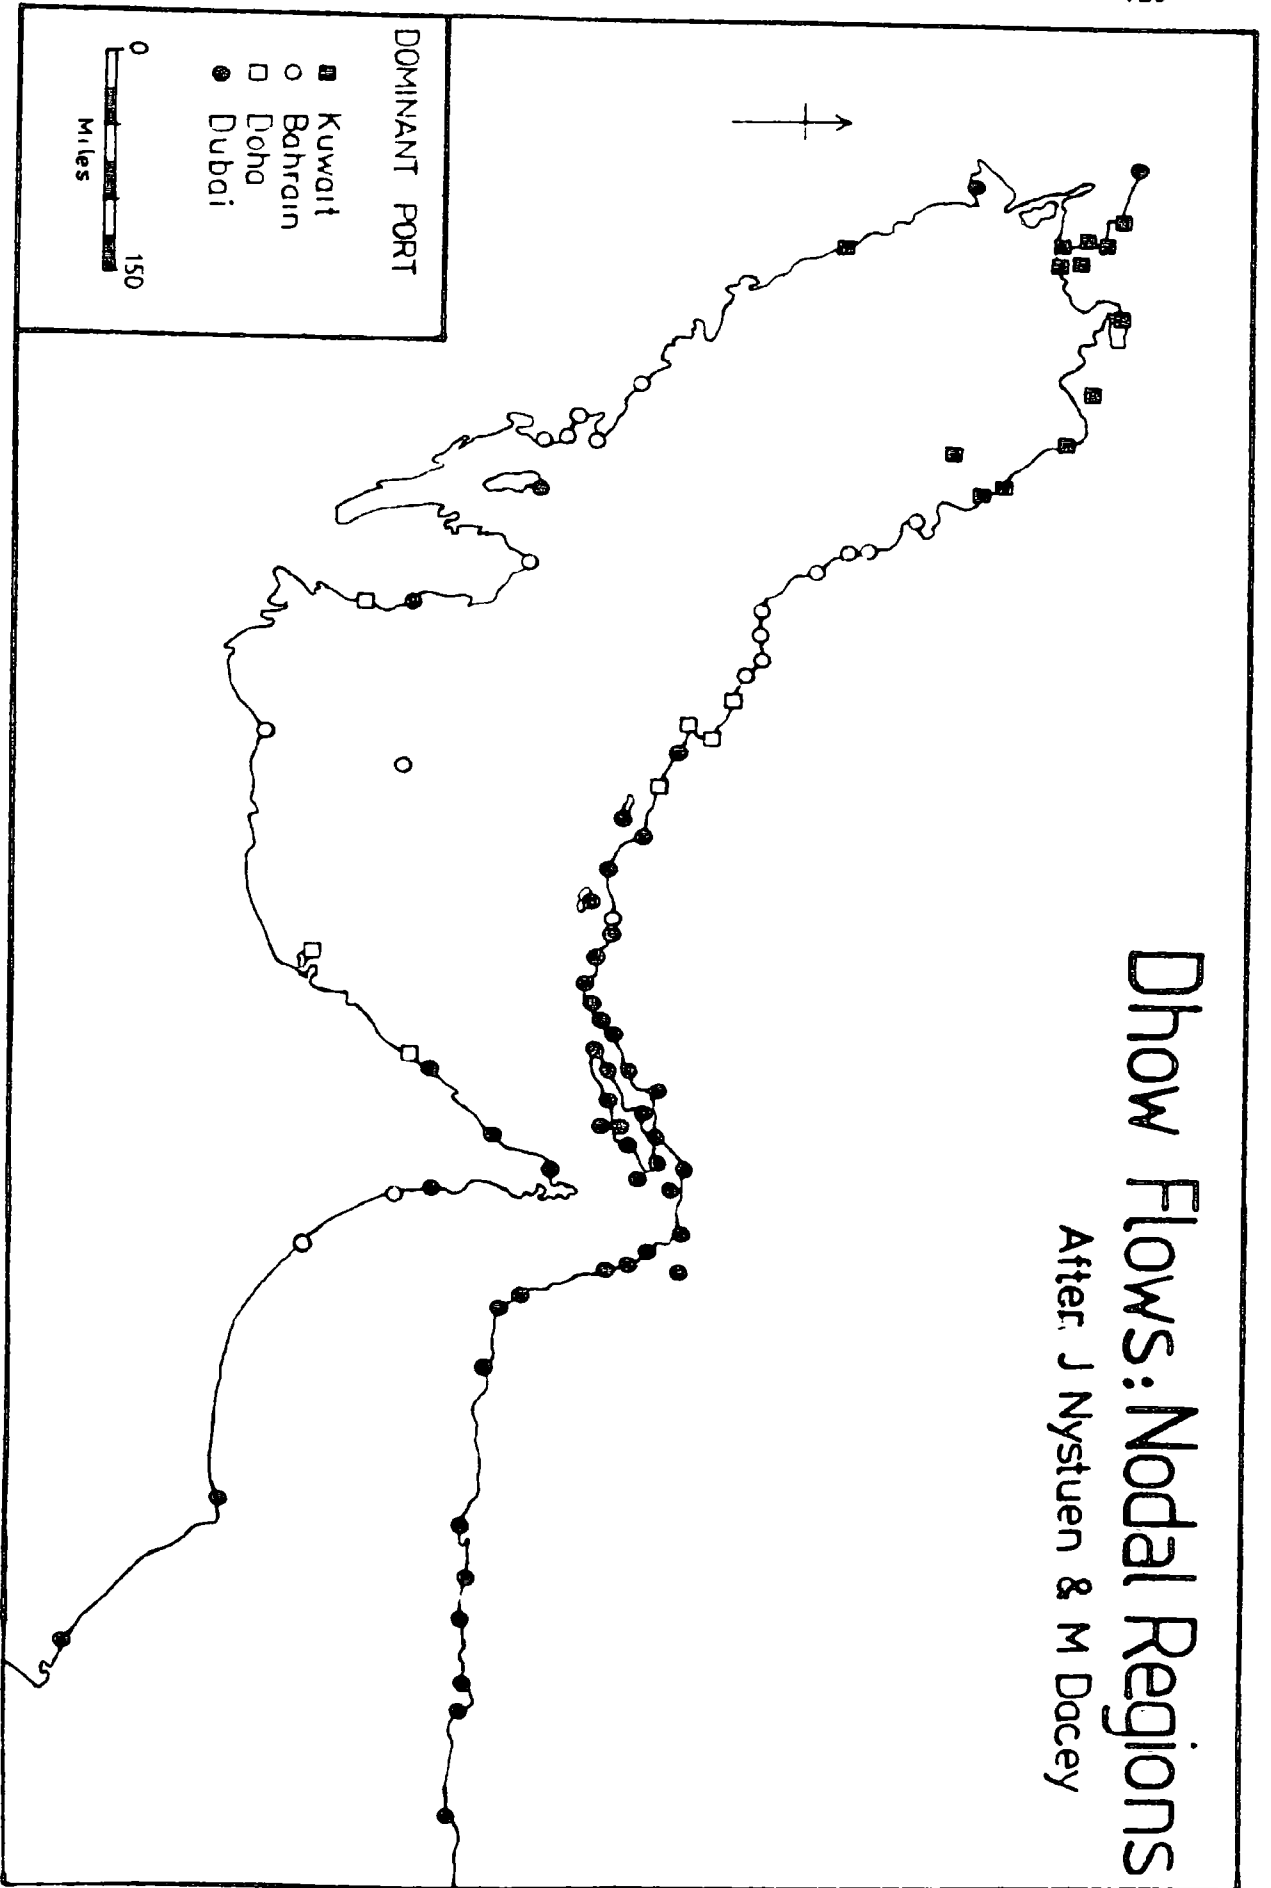 Dhow Flows: Nodal Regions
After: J Nystuen & M Dacey
DOMINANT PORT
Kuwait
Bahrain
Doha
Dubai
0 150
Miles